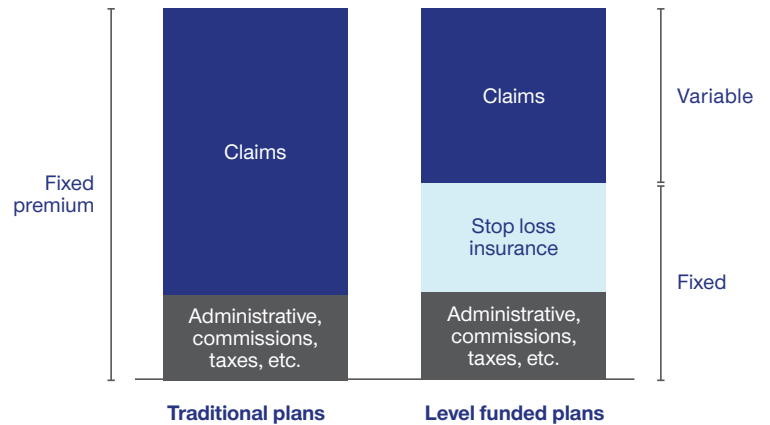 Fixed
premium
Claims
Administrative,
commissions,
taxes, etc.
Traditional plans
Claims
Stop loss
insurance
Administrative,
commissions,
taxes, etc.
Level funded plans
Variable
Fixed